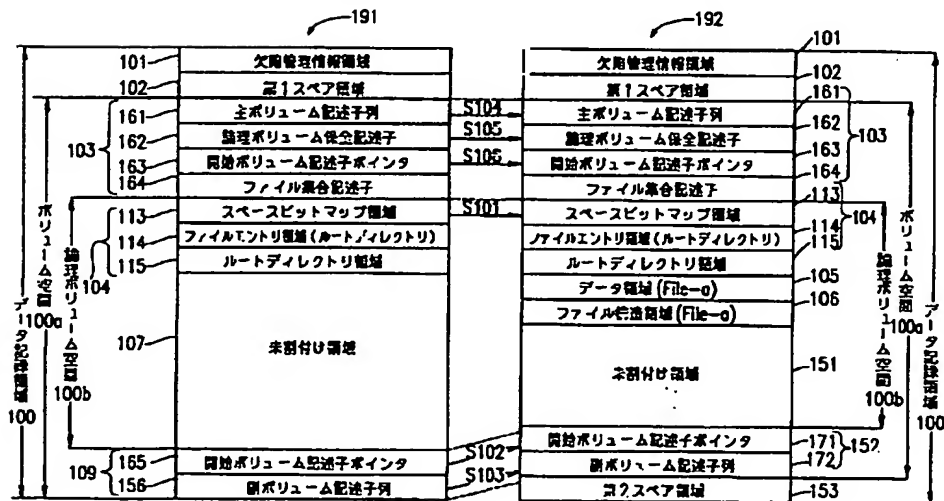 191
101
欠陥管理情報領域
102
第1スペア領域
161
主ボリューム記述子列
103
162
論理ボリューム保全記述子
163
開始ボリューム記述子ポインタ
164
ファイル集合記述子
113
スペースビットマップ領域
114
ファイルエントリ領域(ルートディレクトリ)
115
ルートディレクトリ領域
104
107
未割付け領域
165
開始ボリューム記述子ポインタ
109
156
副ボリューム記述子列
データ記録領域 100
ボリューム空間 100a
論理ボリューム空間 100b
S104
S105
S106
S101
S102
S103
192
欠陥管理情報領域
101
第1スペア領域
102
主ボリューム記述子列
161
論理ボリューム保全記述子
162
103
開始ボリューム記述子ポインタ
163
ファイル集合記述子
164
スペースビットマップ領域
113
104
ファイルエントリ領域(ルートディレクトリ)
114
ルートディレクトリ領域
115
データ領域(File-a)
105
ファイル構造領域(File-a)
106
未割付け領域
151
開始ボリューム記述子ポインタ
171
152
副ボリューム記述子列
172
第2スペア領域
153
論理ボリューム空間 100b
ボリューム空間 100a
データ記録領域 100